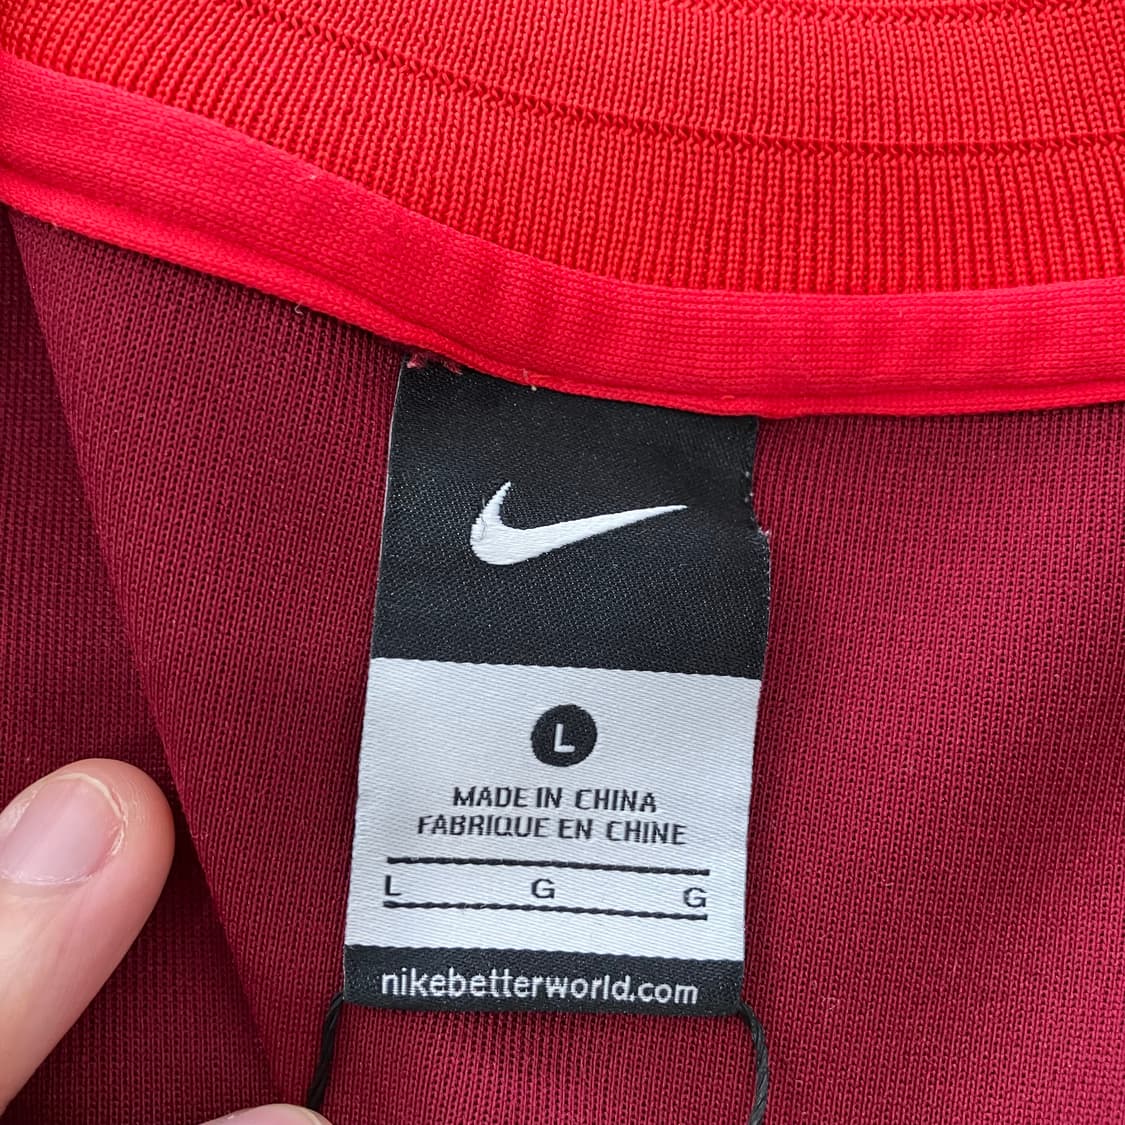 L
MADE IN CHINA
FABRIQUE EN CHINE
L G G
nikebetterworld.com